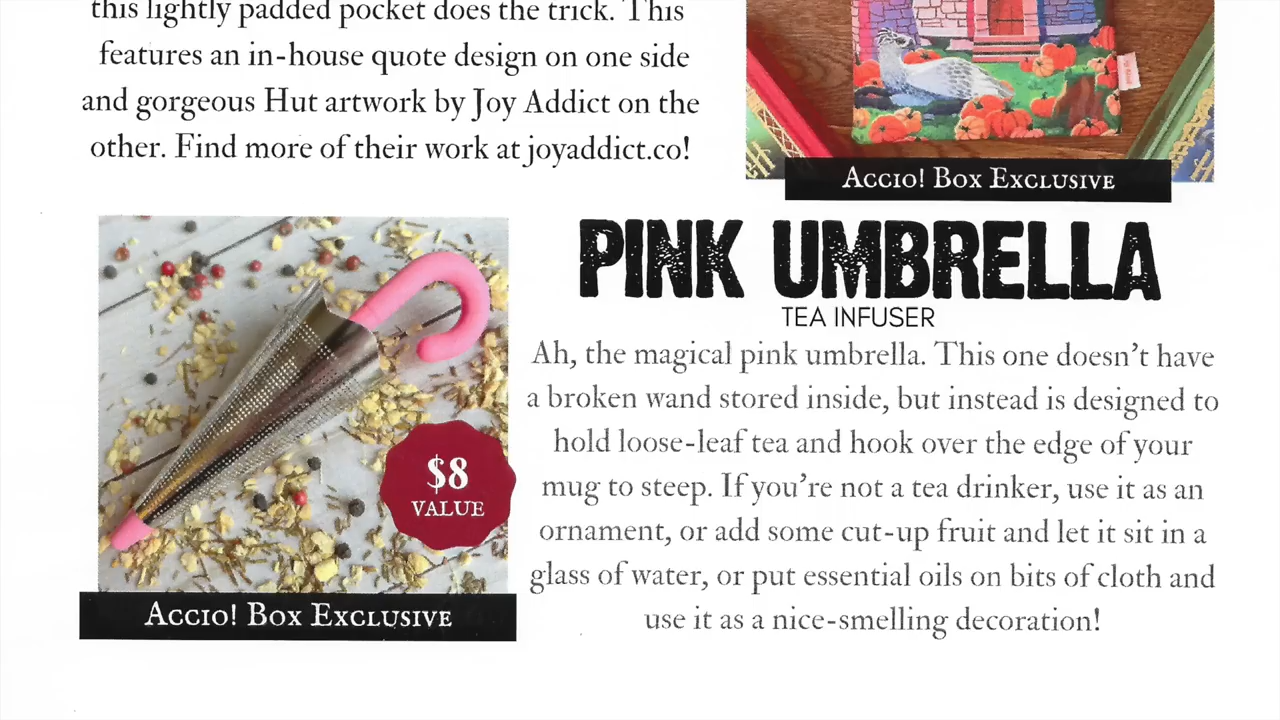 this lightly padded pocket does the trick. This
features an in-house quote design on one side
and gorgeous Hut artwork by Joy Addict on the
other. Find more of their work at joyaddict.co!
Accio! Box Exclusive
PINK UMBRELLA
TEA INFUSER
Ah, the magical pink umbrella. This one doesn't have
a broken wand stored inside, but instead is designed to
hold loose-leaf tea and hook over the edge of your
mug to steep. If you're not a tea drinker, use it as an
ornament, or add some cut-up fruit and let it sit in a
glass of water, or put essential oils on bits of cloth and
use it as a nice-smelling decoration!
$8
VALUE
Accio! Box Exclusive